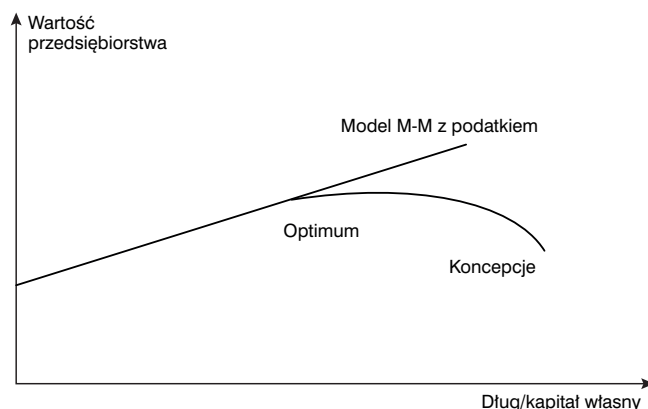 Wartość
przedsiębiorstwa
Model M-M z podatkiem
Optimum
Koncepcje
Dług/kapitał własny